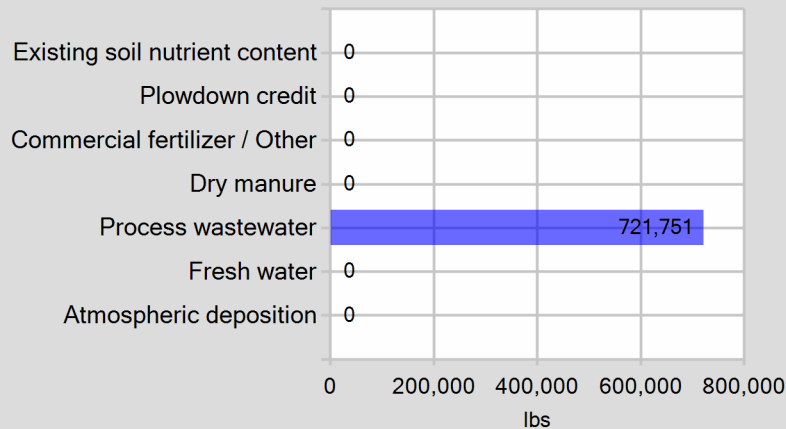 Existing soil nutrient content 0
Plowdown credit 0
Commercial fertilizer / Other 0
Dry manure 0
Process wastewater 721,751
Fresh water 0
Atmospheric deposition 0
0 200,000 400,000 600,000 800,000
lbs